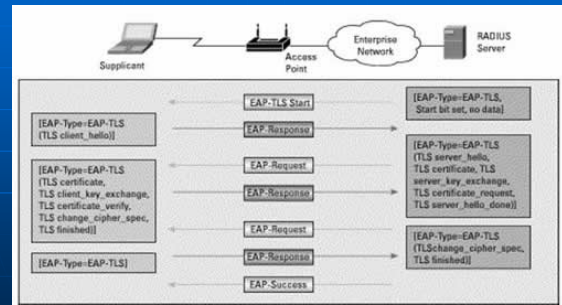 Supplicant
Access
Point
Enterprise
Network
RADIUS
Server
EAP-TLS Start
[EAP-Type=EAP-TLS,
Start bit set, no data]
[EAP-Type=EAP-TLS
(TLS client_hello)]
EAP-Response
EAP-Request
[EAP-Type=EAP-TLS
(TLS server_hello,
TLS certificate, TLS
server_key_exchange,
TLS certificate_request,
TLS server_hello_done)]
[EAP-Type=EAP-TLS
(TLS certificate,
TLS client_key_exchange,
TLS certificate_verify,
TLS change_cipher_spec,
TLS finished)]
EAP-Response
EAP-Request
[EAP-Type=EAP-TLS
(TLSchange_cipher_spec,
TLS finished)]
[EAP-Type=EAP-TLS]
EAP-Response
EAP-Success